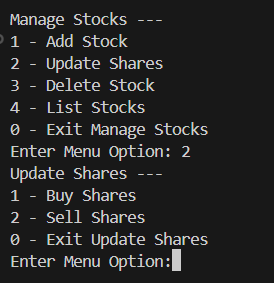 Manage Stocks ---
1 - Add Stock
2 - Update Shares
3 - Delete Stock
4 - List Stocks
0 - Exit Manage Stocks
Enter Menu Option: 2
Update Shares ---
1 - Buy Shares
2 - Sell Shares
0 - Exit Update Shares
Enter Menu Option: